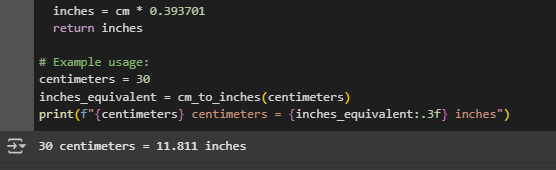 inches = cm * 0.393701
return inches
# Example usage:
centimeters = 30
inches_equivalent = cm_to_inches(centimeters)
print(f"{centimeters} centimeters = {inches_equivalent:.3f} inches")
30 centimeters = 11.811 inches